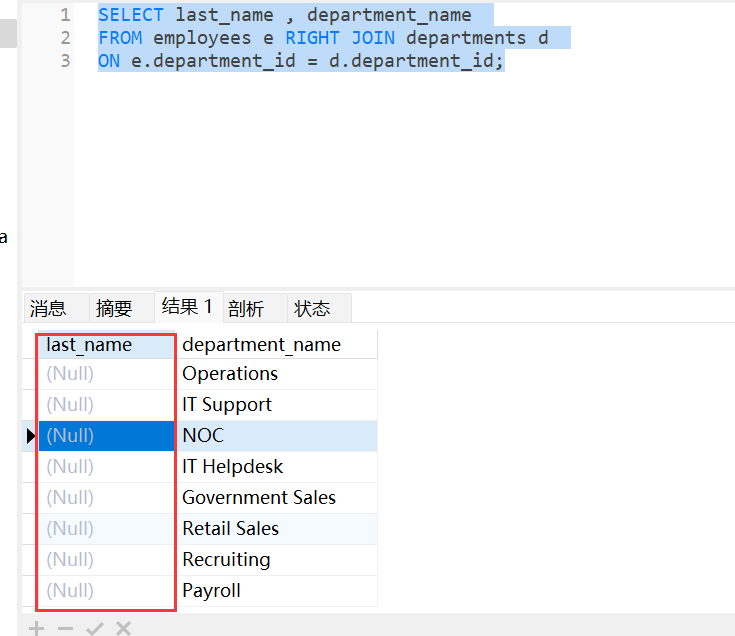 1 SELECT last_name , department_name
2 FROM employees e RIGHT JOIN departments d
3 ON e.department_id = d.department_id;
a
消息 摘要 结果 1 剖析 状态
last_name department_name
(Null) Operations
(Null) IT Support
(Null) NOC
(Null) IT Helpdesk
(Null) Government Sales
(Null) Retail Sales
(Null) Recruiting
(Null) Payroll